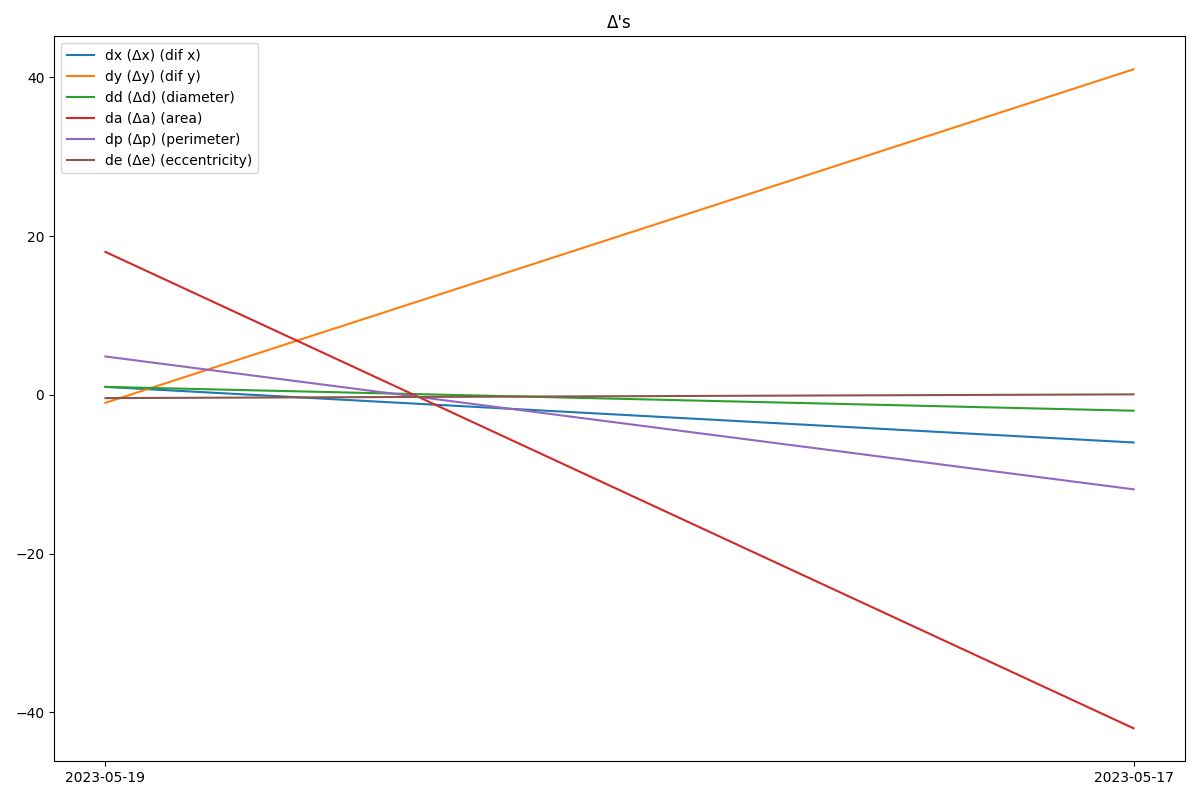 Δ's
dx (Δx) (dif x)
dy (Δy) (dif y)
dd (Δd) (diameter)
da (Δa) (area)
dp (Δp) (perimeter)
de (Δe) (eccentricity)
40
20
0
−20
−40
2023-05-19
2023-05-17